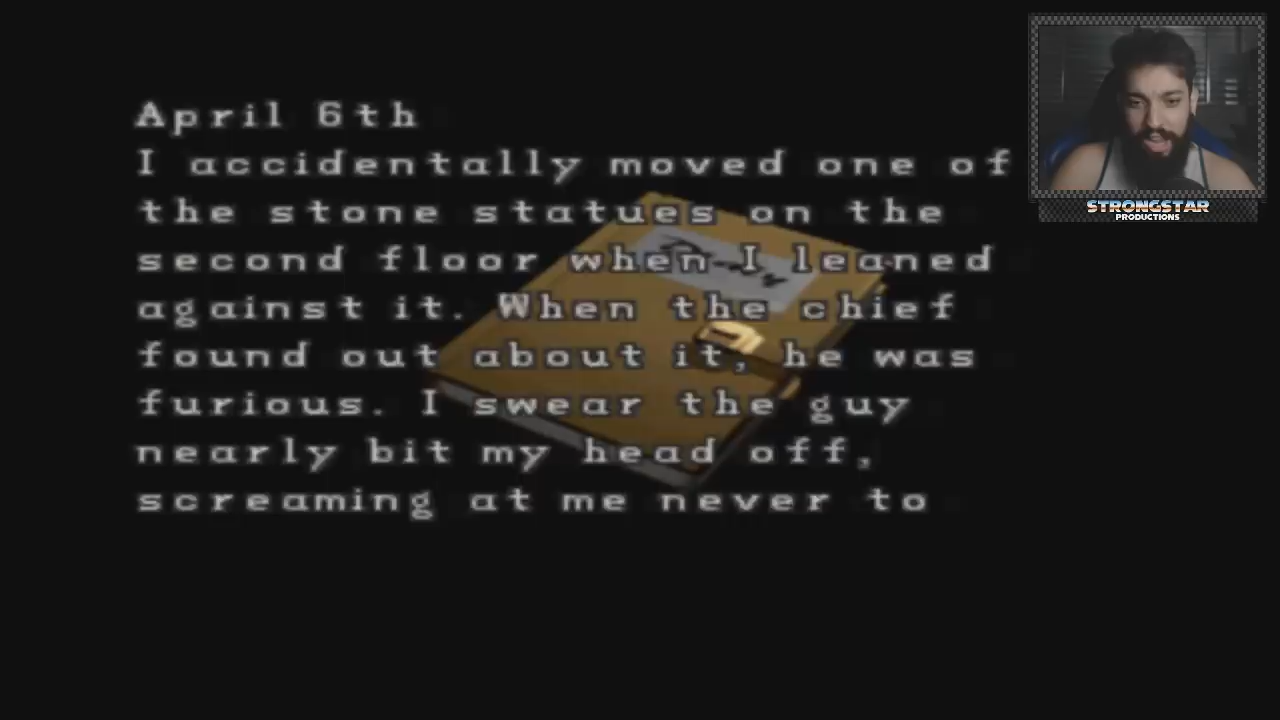 April 6th
I accidentally moved one of
the stone statues on the
second floor when I leaned
against it. When the chief
found out about it, he was
furious. I swear the guy
nearly bit my head off,
screaming at me never to
Diary
STRONGSTAR
PRODUCTIONS